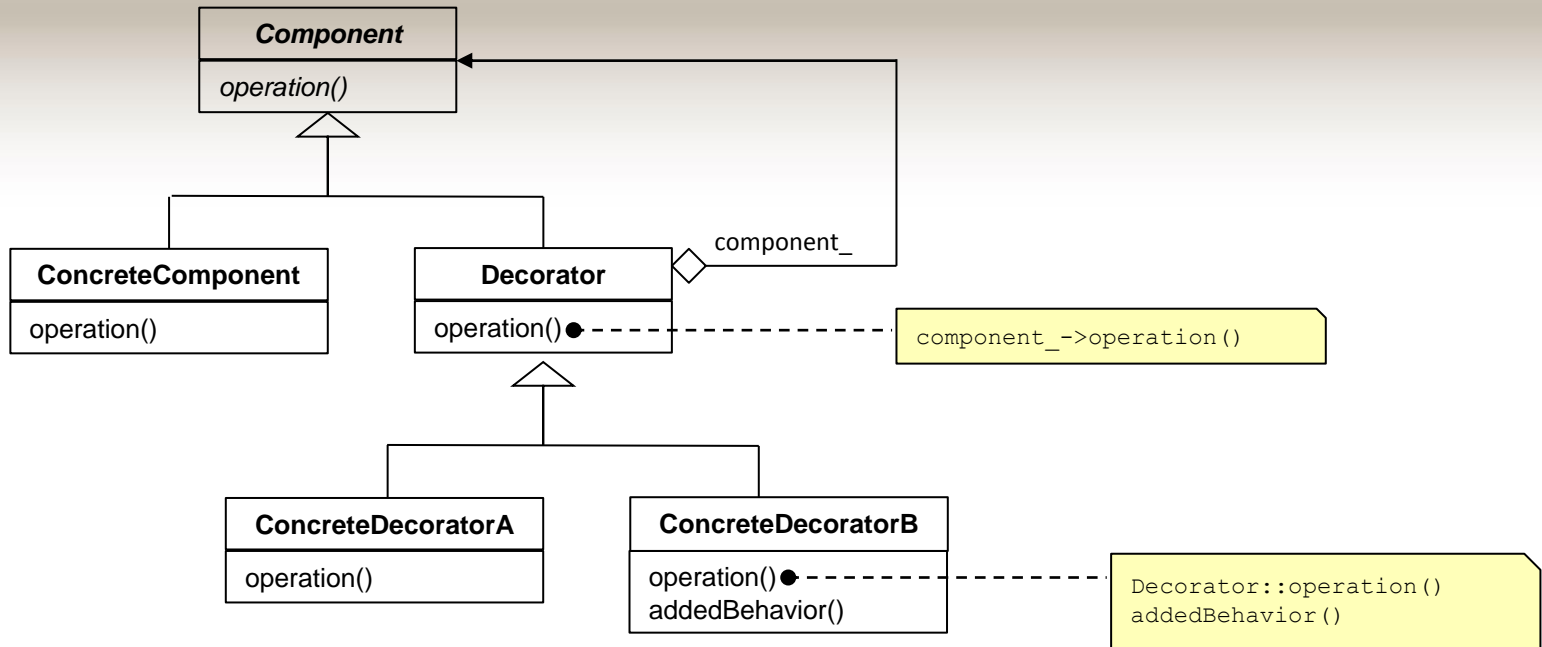 Component
operation()
component_
ConcreteComponent
operation()
Decorator
operation()
component_->operation()
ConcreteDecoratorA
operation()
ConcreteDecoratorB
operation()
addedBehavior()
Decorator::operation()
addedBehavior()